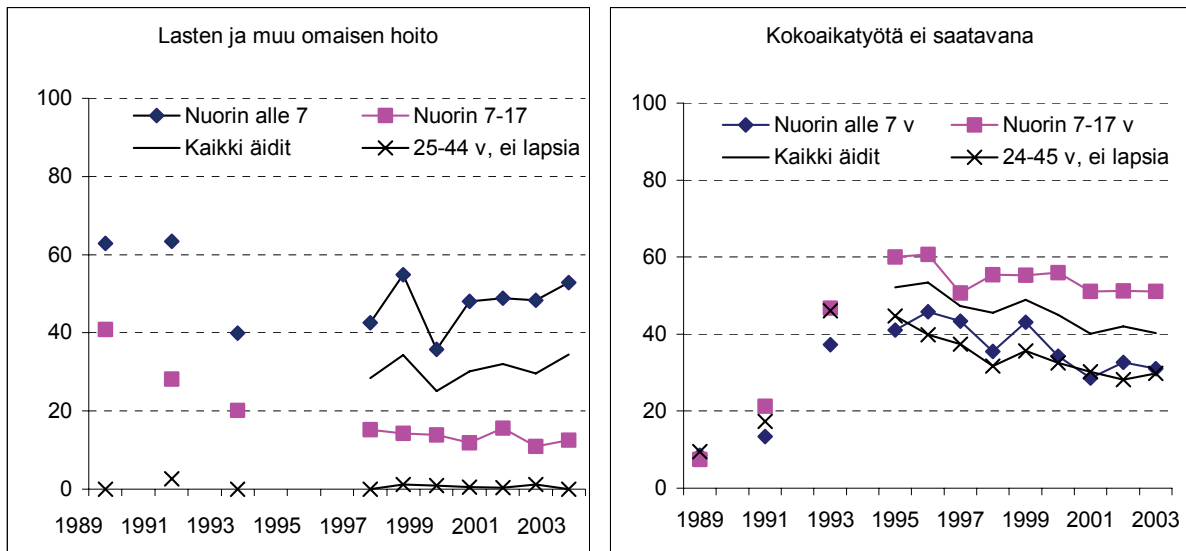 Lasten ja muu omaisen hoito
100
Nuorin alle 7
Nuorin 7-17
80
Kaikki äidit
25-44 v, ei lapsia
60
40
20
0
1989 1991 1993 1995 1997 1999 2001 2003
Kokoaikatyötä ei saatavana
100
Nuorin alle 7 v
Nuorin 7-17 v
Kaikki äidit
24-45 v, ei lapsia
80
60
40
20
0
1989 1991 1993 1995 1997 1999 2001 2003